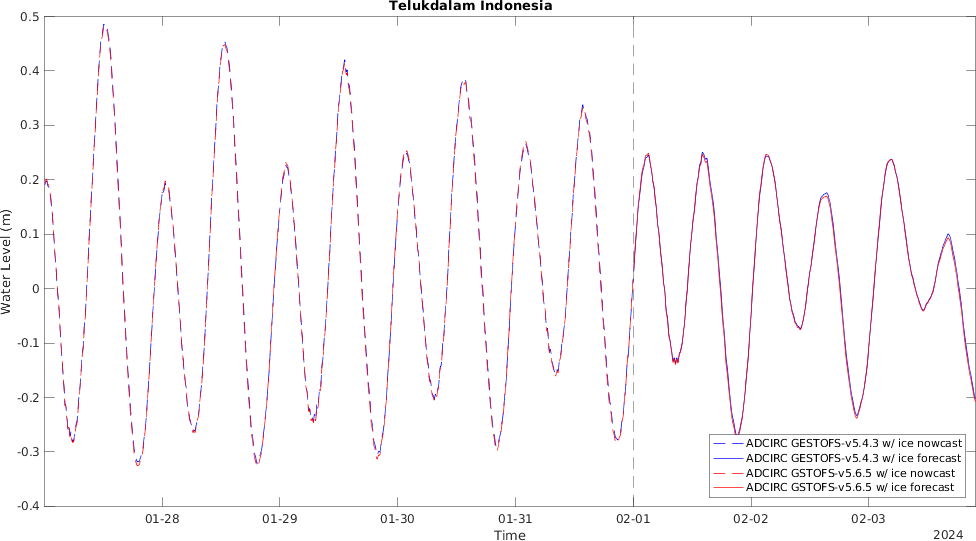 Telukdalam Indonesia
0.5
0.4
0.3
0.2
0.1
0
-0.1
-0.2
-0.3
-0.4
Water Level (m)
01-28 01-29 01-30 01-31 02-01 02-02 02-03
Time
2024
ADCIRC GESTOFS-v5.4.3 w/ ice nowcast
ADCIRC GESTOFS-v5.4.3 w/ ice forecast
ADCIRC GSTOFS-v5.6.5 w/ ice nowcast
ADCIRC GSTOFS-v5.6.5 w/ ice forecast